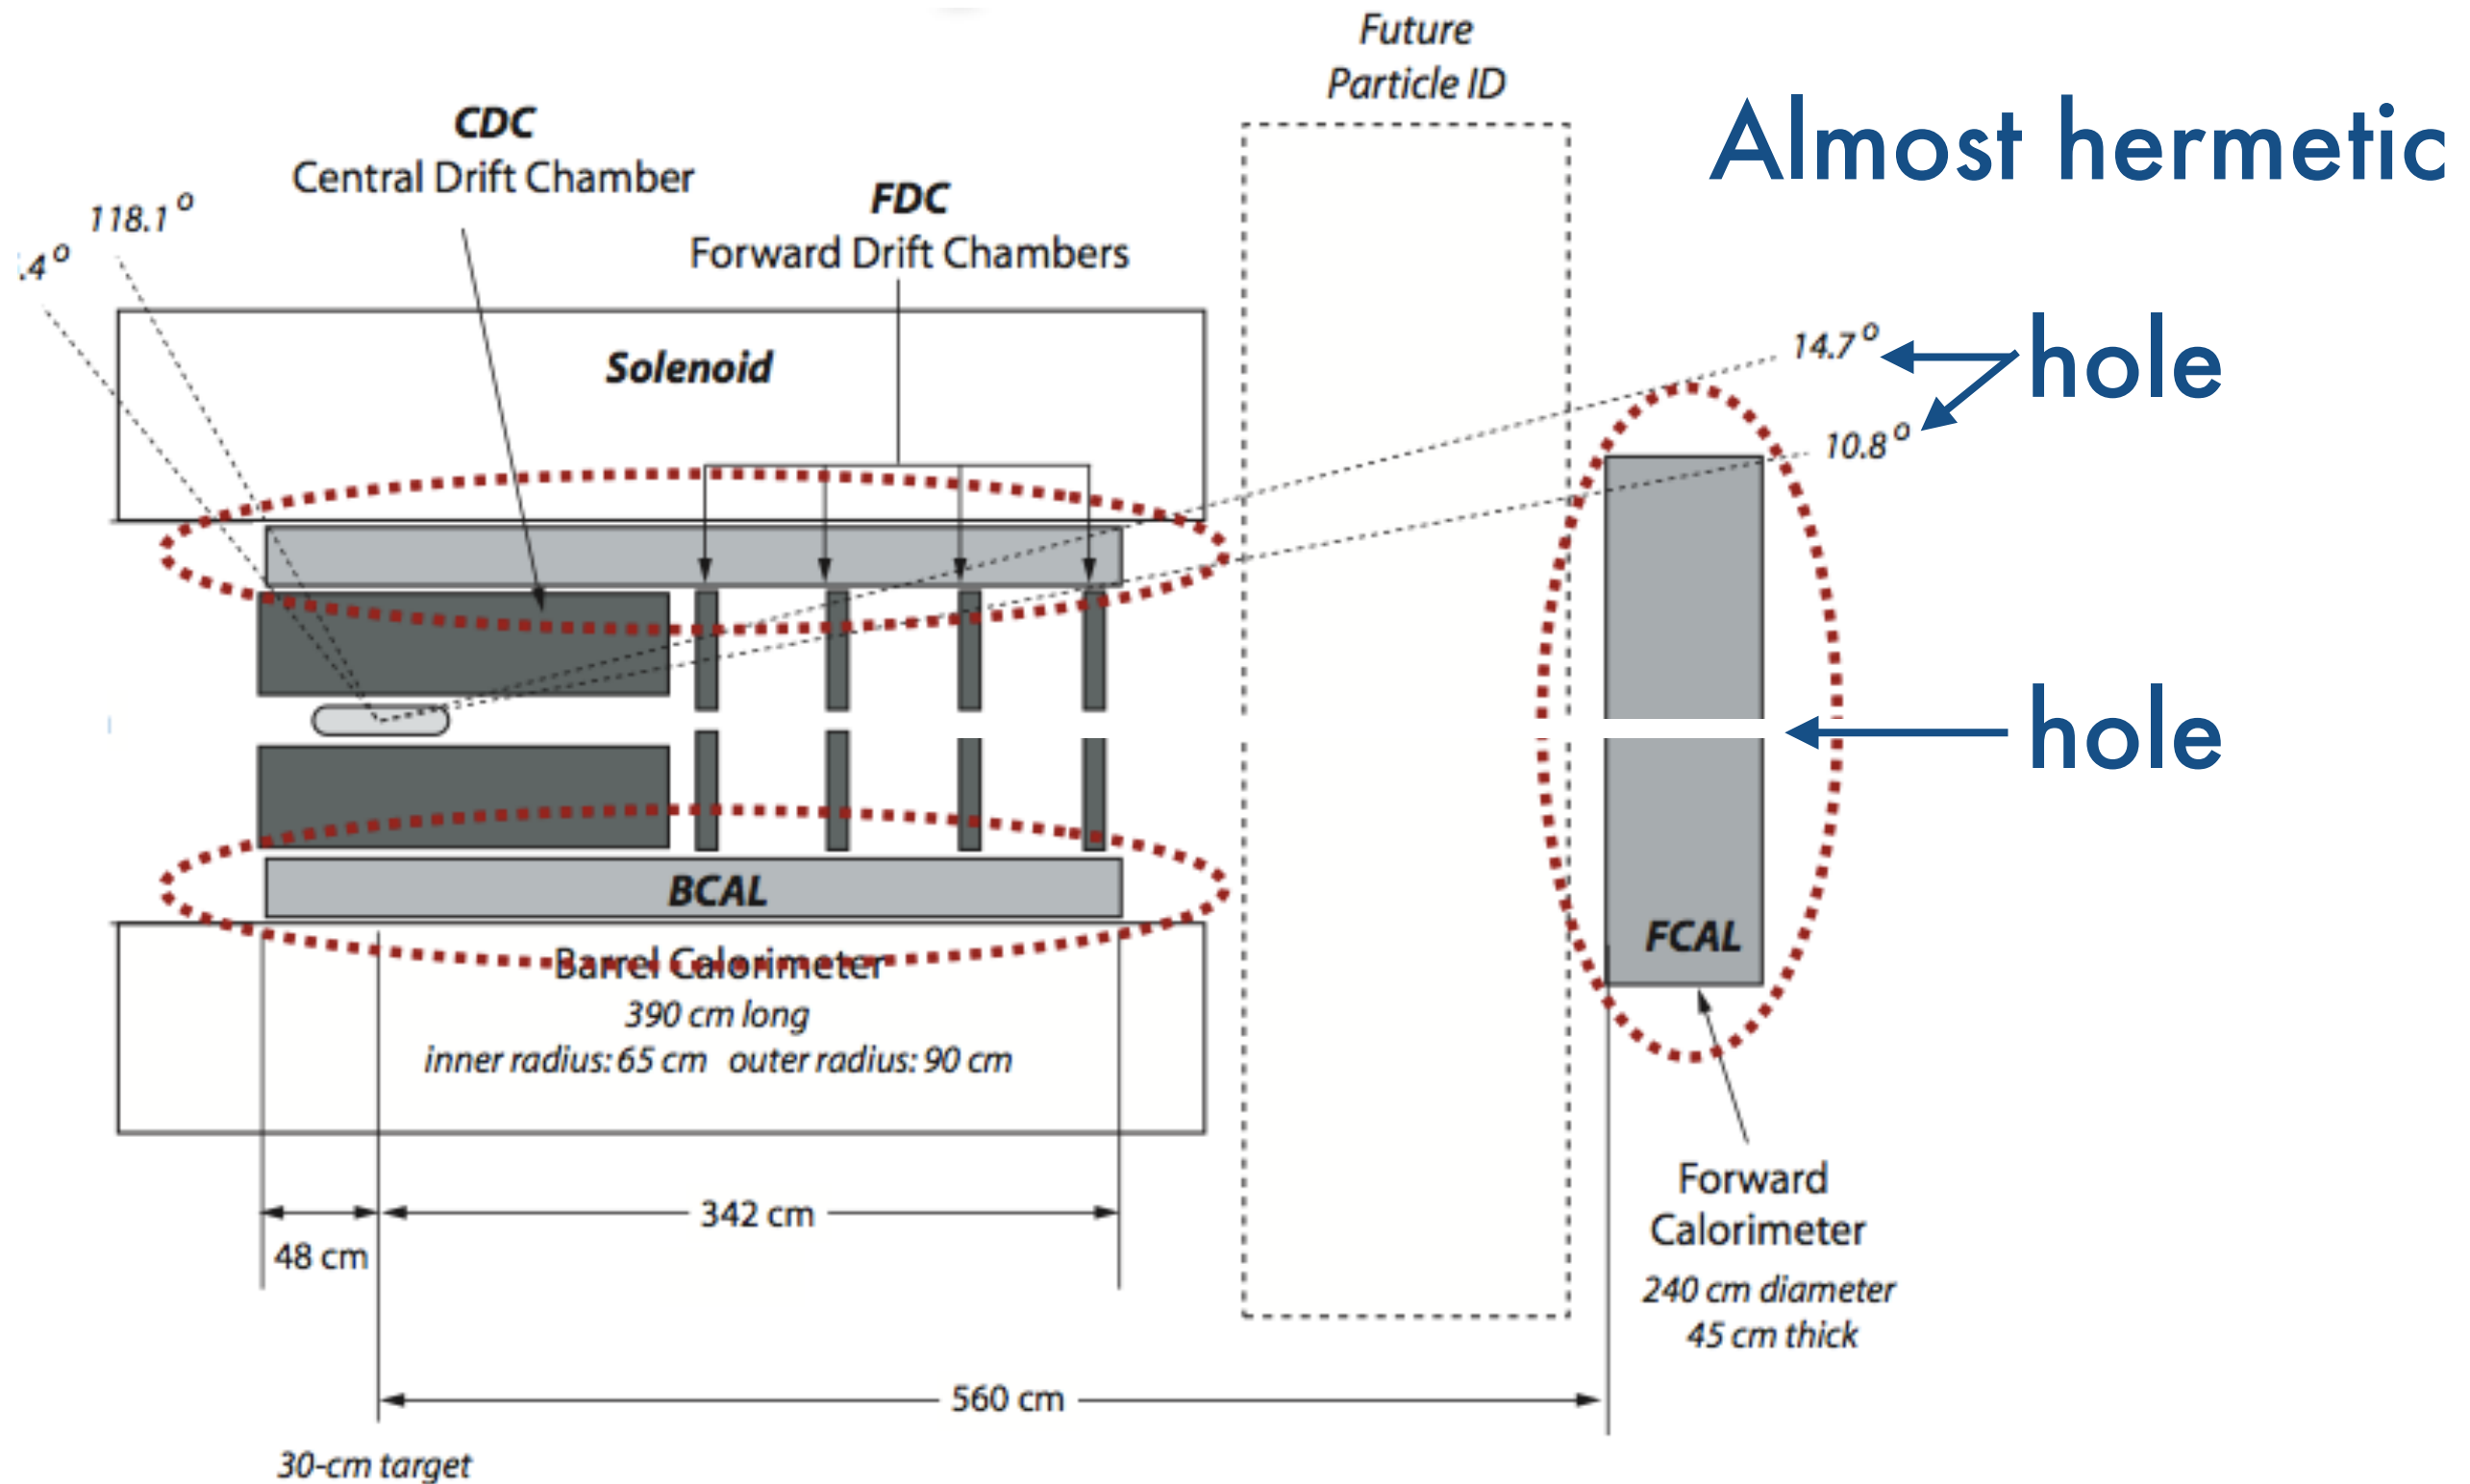 Future
Particle ID
Almost hermetic
CDC
Central Drift Chamber
FDC
Forward Drift Chambers
118.1°
.4°
Solenoid
14.7°
hole
10.8°
hole
BCAL
FCAL
Barrel Calorimeter
390 cm long
inner radius: 65 cm outer radius: 90 cm
342 cm
48 cm
Forward
Calorimeter
240 cm diameter
45 cm thick
560 cm
30-cm target